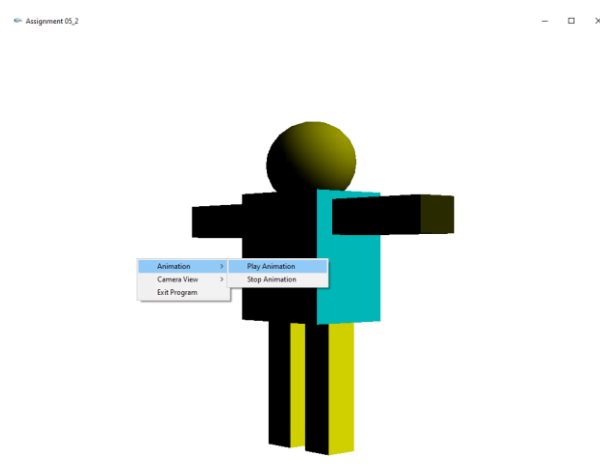 Assignment 05_2
Animation > Play Animation
Camera View > Stop Animation
Exit Program